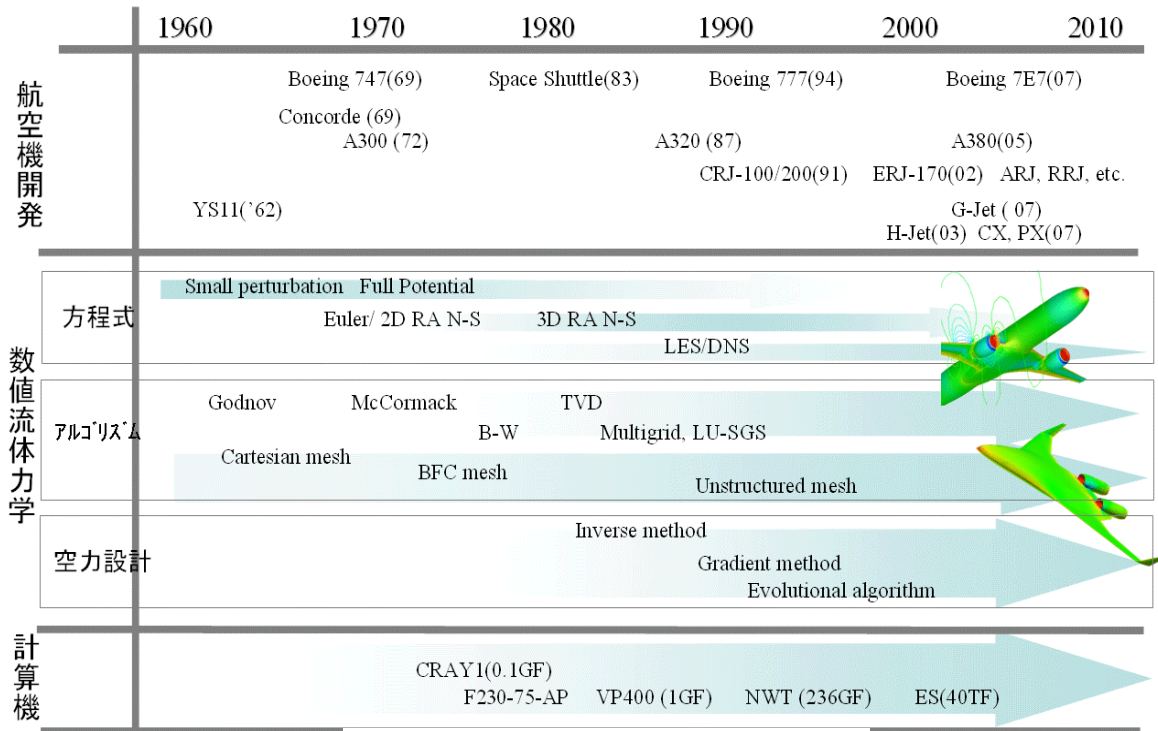 1960 1970 1980 1990 2000 2010
航空機開発
Boeing 747(69) Space Shuttle(83) Boeing 777(94) Boeing 7E7(07)
Concorde (69)
A300 (72) A320 (87) A380(05)
CRJ-100/200(91) ERJ-170(02) ARJ, RRJ, etc.
YS11('62) G-Jet ( 07)
H-Jet(03) CX, PX(07)
数値流体力学
方程式
Small perturbation Full Potential
Euler/ 2D RA N-S 3D RA N-S
LES/DNS
ｱﾙｺﾞﾘｽﾞﾑ
Godnov McCormack TVD
B-W Multigrid, LU-SGS
Cartesian mesh
BFC mesh
Unstructured mesh
空力設計
Inverse method
Gradient method
Evolutional algorithm
計算機
CRAY1(0.1GF)
F230-75-AP VP400 (1GF) NWT (236GF) ES(40TF)